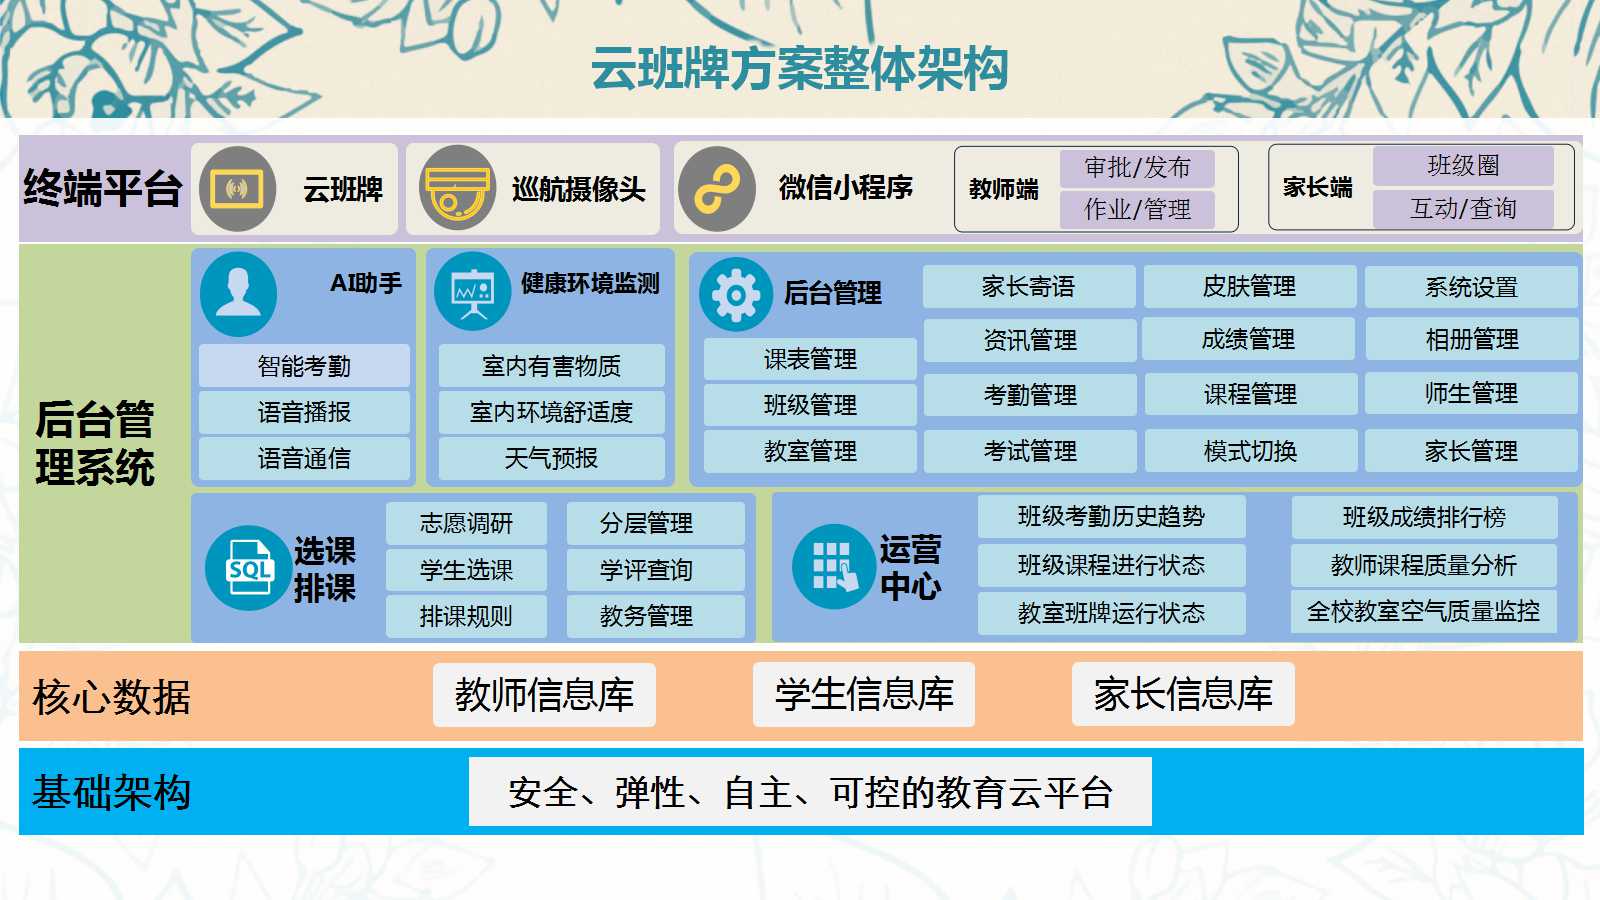 云班牌方案整体架构
终端平台
云班牌
巡航摄像头
微信小程序
教师端
审批/发布
作业/管理
家长端
班级圈
互动/查询
后台管
理系统
AI助手
智能考勤
语音播报
语音通信
健康环境监测
室内有害物质
室内环境舒适度
天气预报
后台管理
课表管理
班级管理
教室管理
家长寄语
皮肤管理
系统设置
资讯管理
成绩管理
相册管理
考勤管理
课程管理
师生管理
考试管理
模式切换
家长管理
SQL
选课
排课
志愿调研
分层管理
学生选课
学评查询
排课规则
教务管理
运营
中心
班级考勤历史趋势
班级成绩排行榜
班级课程进行状态
教师课程质量分析
教室班牌运行状态
全校教室空气质量监控
核心数据
教师信息库
学生信息库
家长信息库
基础架构
安全、弹性、自主、可控的教育云平台